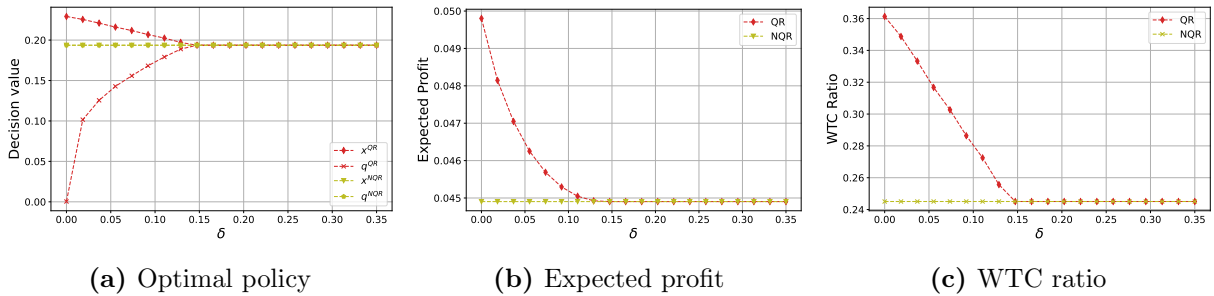 Decision value
0.20
0.15
0.10
0.05
0.00
0.00 0.05 0.10 0.15 0.20 0.25 0.30 0.35
δ
x^QR
q^QR
x^NQR
q^NQR
(a) Optimal policy
Expected Profit
0.050
0.049
0.048
0.047
0.046
0.045
0.00 0.05 0.10 0.15 0.20 0.25 0.30 0.35
δ
QR
NQR
(b) Expected profit
WTC Ratio
0.36
0.34
0.32
0.30
0.28
0.26
0.24
0.00 0.05 0.10 0.15 0.20 0.25 0.30 0.35
δ
QR
NQR
(c) WTC ratio